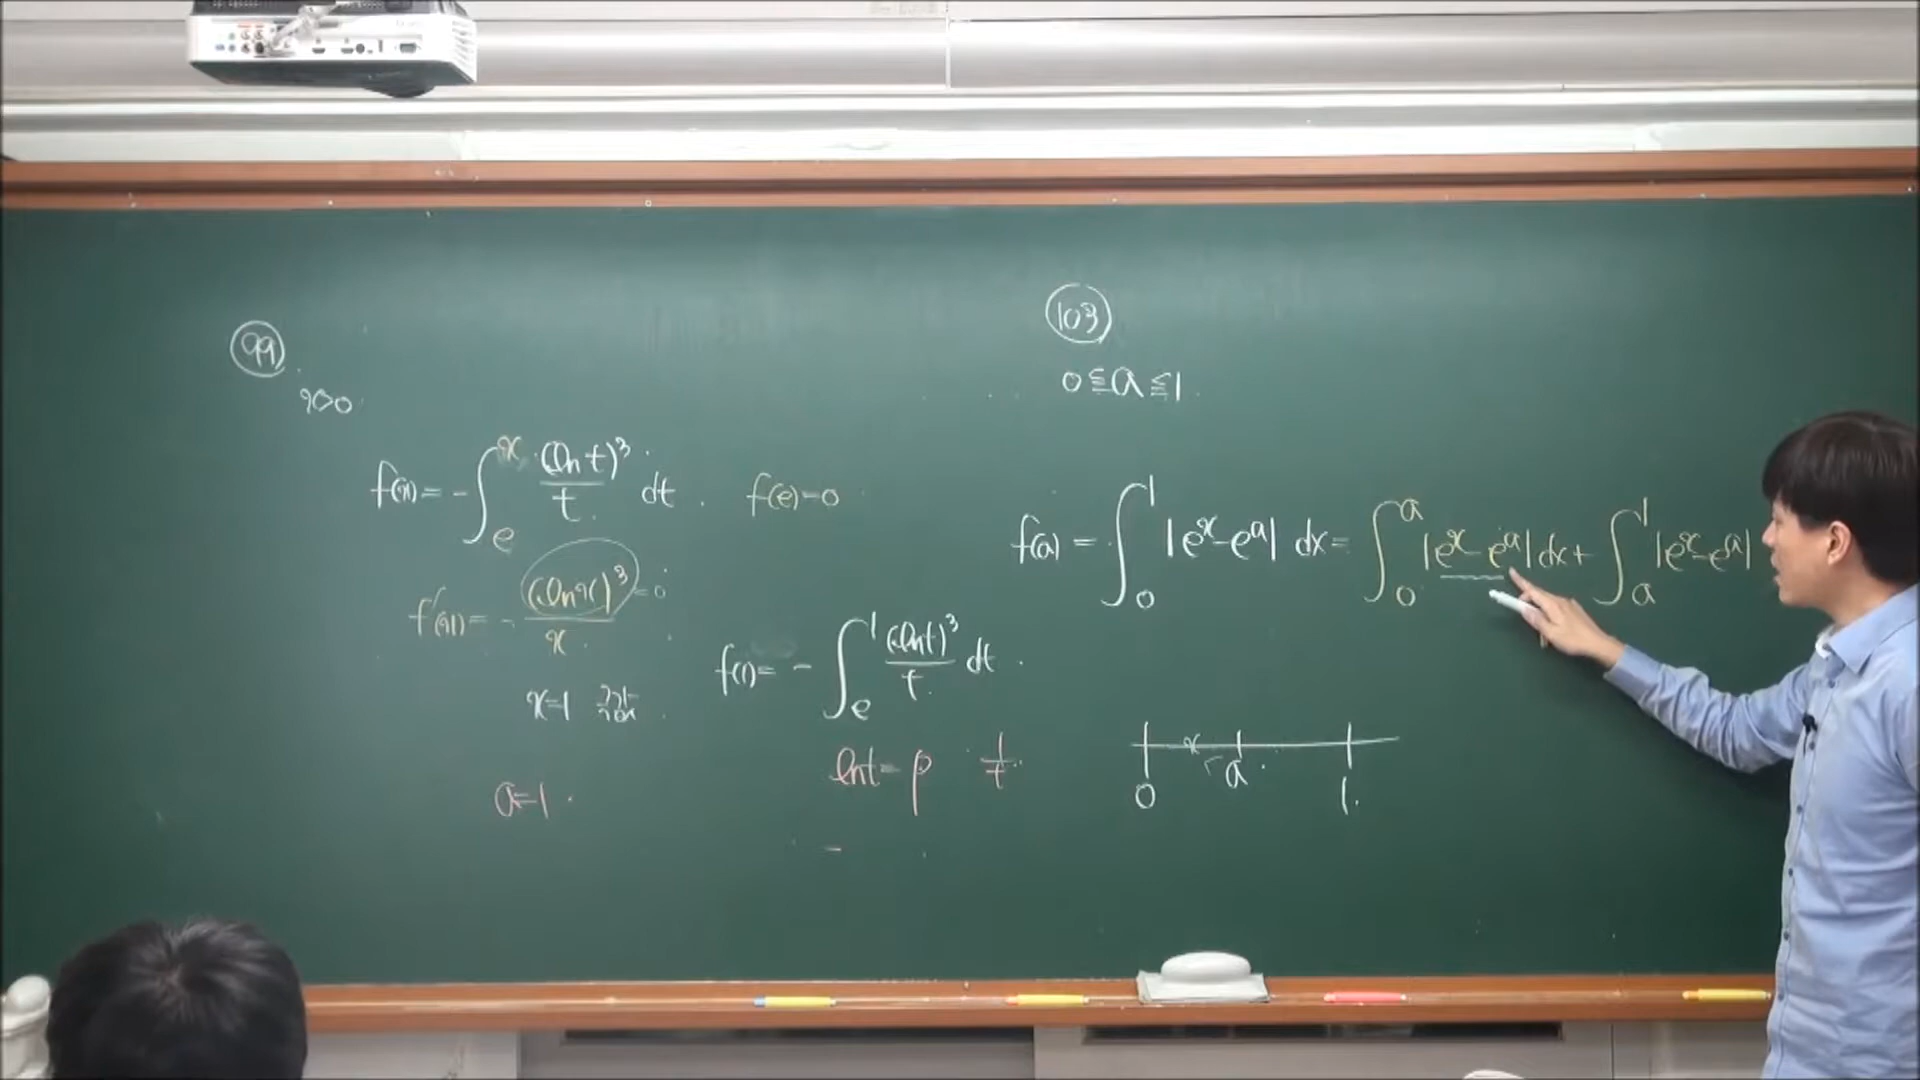 99
x>0
f(x) = - ∫_e^x (ln t)^3 / t dt . f(e)=0
f'(x) = - (ln x)^3 / x = 0
x=1
a=1
f(1) = - ∫_e^1 (ln t)^3 / t dt .
ln t = p 1/t
103
0 ≦ a ≦ 1
f(a) = ∫_0^1 |e^x - e^a| dx = ∫_0^a |e^x - e^a| dx + ∫_a^1 |e^x - e^a|
x
0 < a 1